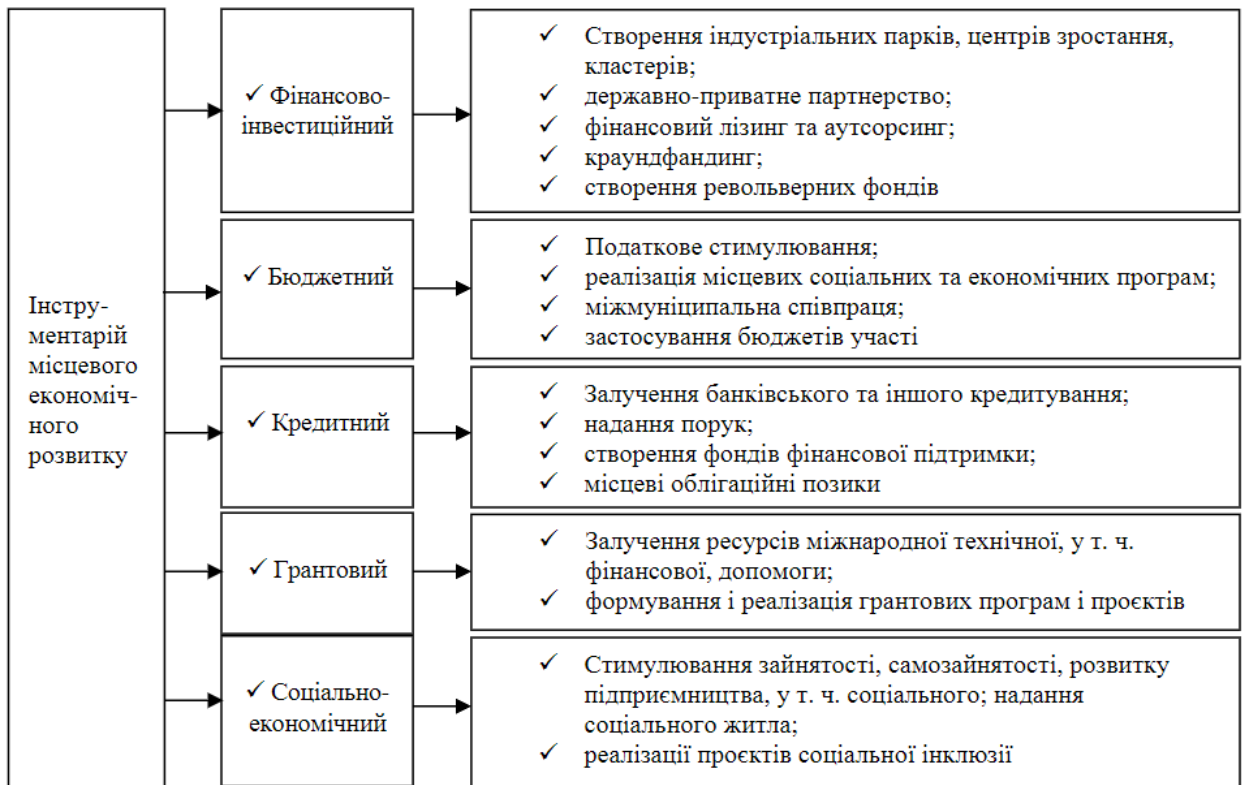 Інстру-
ментарій
місцевого
економіч-
ного
розвитку
✓ Фінансово-
інвестиційний
✓ Створення індустріальних парків, центрів зростання,
кластерів;
✓ державно-приватне партнерство;
✓ фінансовий лізинг та аутсорсинг;
✓ краундфандинг;
✓ створення револьверних фондів
✓ Бюджетний
✓ Податкове стимулювання;
✓ реалізація місцевих соціальних та економічних програм;
✓ міжмуніципальна співпраця;
✓ застосування бюджетів участі
✓ Кредитний
✓ Залучення банківського та іншого кредитування;
✓ надання порук;
✓ створення фондів фінансової підтримки;
✓ місцеві облігаційні позики
✓ Грантовий
✓ Залучення ресурсів міжнародної технічної, у т. ч.
фінансової, допомоги;
✓ формування і реалізація грантових програм і проєктів
✓ Соціально-
економічний
✓ Стимулювання зайнятості, самозайнятості, розвитку
підприємництва, у т. ч. соціального; надання
соціального житла;
✓ реалізації проєктів соціальної інклюзії